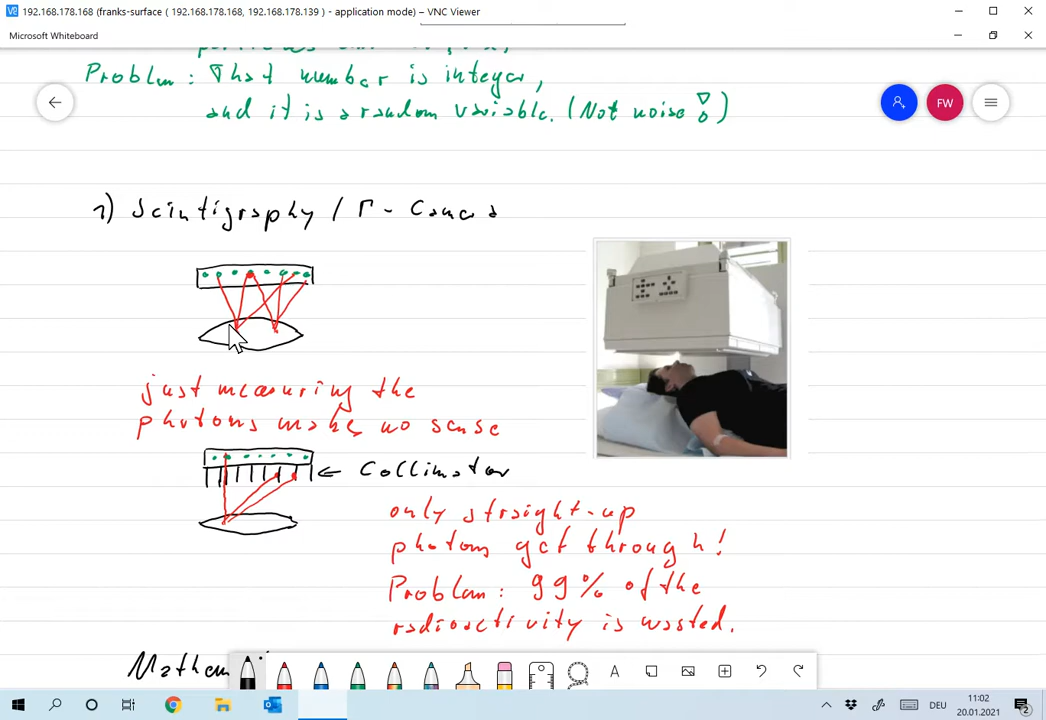 192.168.178.168 (franks-surface ( 192.168.178.168, 192.168.178.139 ) - application mode) – VNC Viewer
Microsoft Whiteboard
Problem: That number is integer,
and it is a random variable. (Not noise !)
FW
1) Scintigraphy / Γ - Camera
just measuring the
photons makes no sense
← Collimator
only straight-up
photons get through!
Problem: 99% of the
radioactivity is wasted.
Mathem
A
DEU
11:02
20.01.2021
2